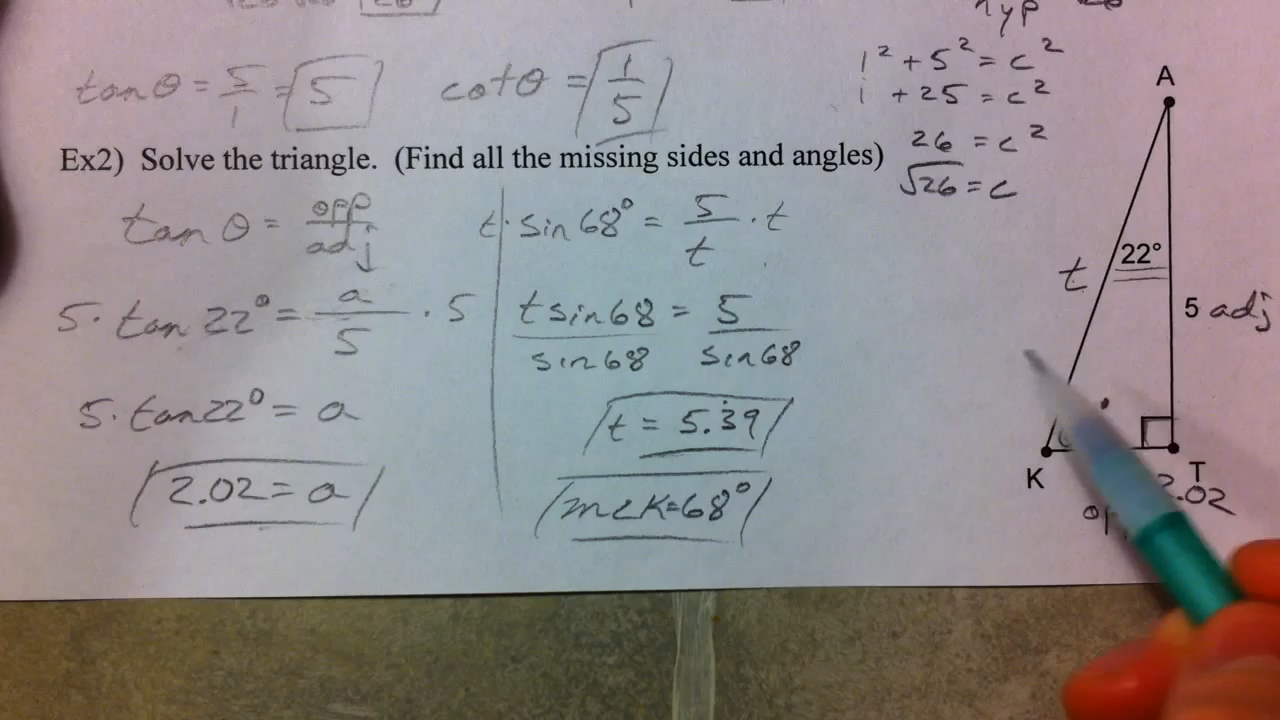 hyp
tanθ = 5/1 = 5
cotθ = 1/5
1² + 5² = c²
1 + 25 = c²
26 = c²
√26 = c
Ex2) Solve the triangle. (Find all the missing sides and angles)
tan θ = opp/adj
5 · tan 22° = a/5 · 5
5 · tan 22° = a
2.02 = a
t · sin 68° = 5/t · t
t sin 68 = 5
sin 68 sin 68
t = 5.39
m∠K=68°
A
22°
t
5 adj
K
T
2.02